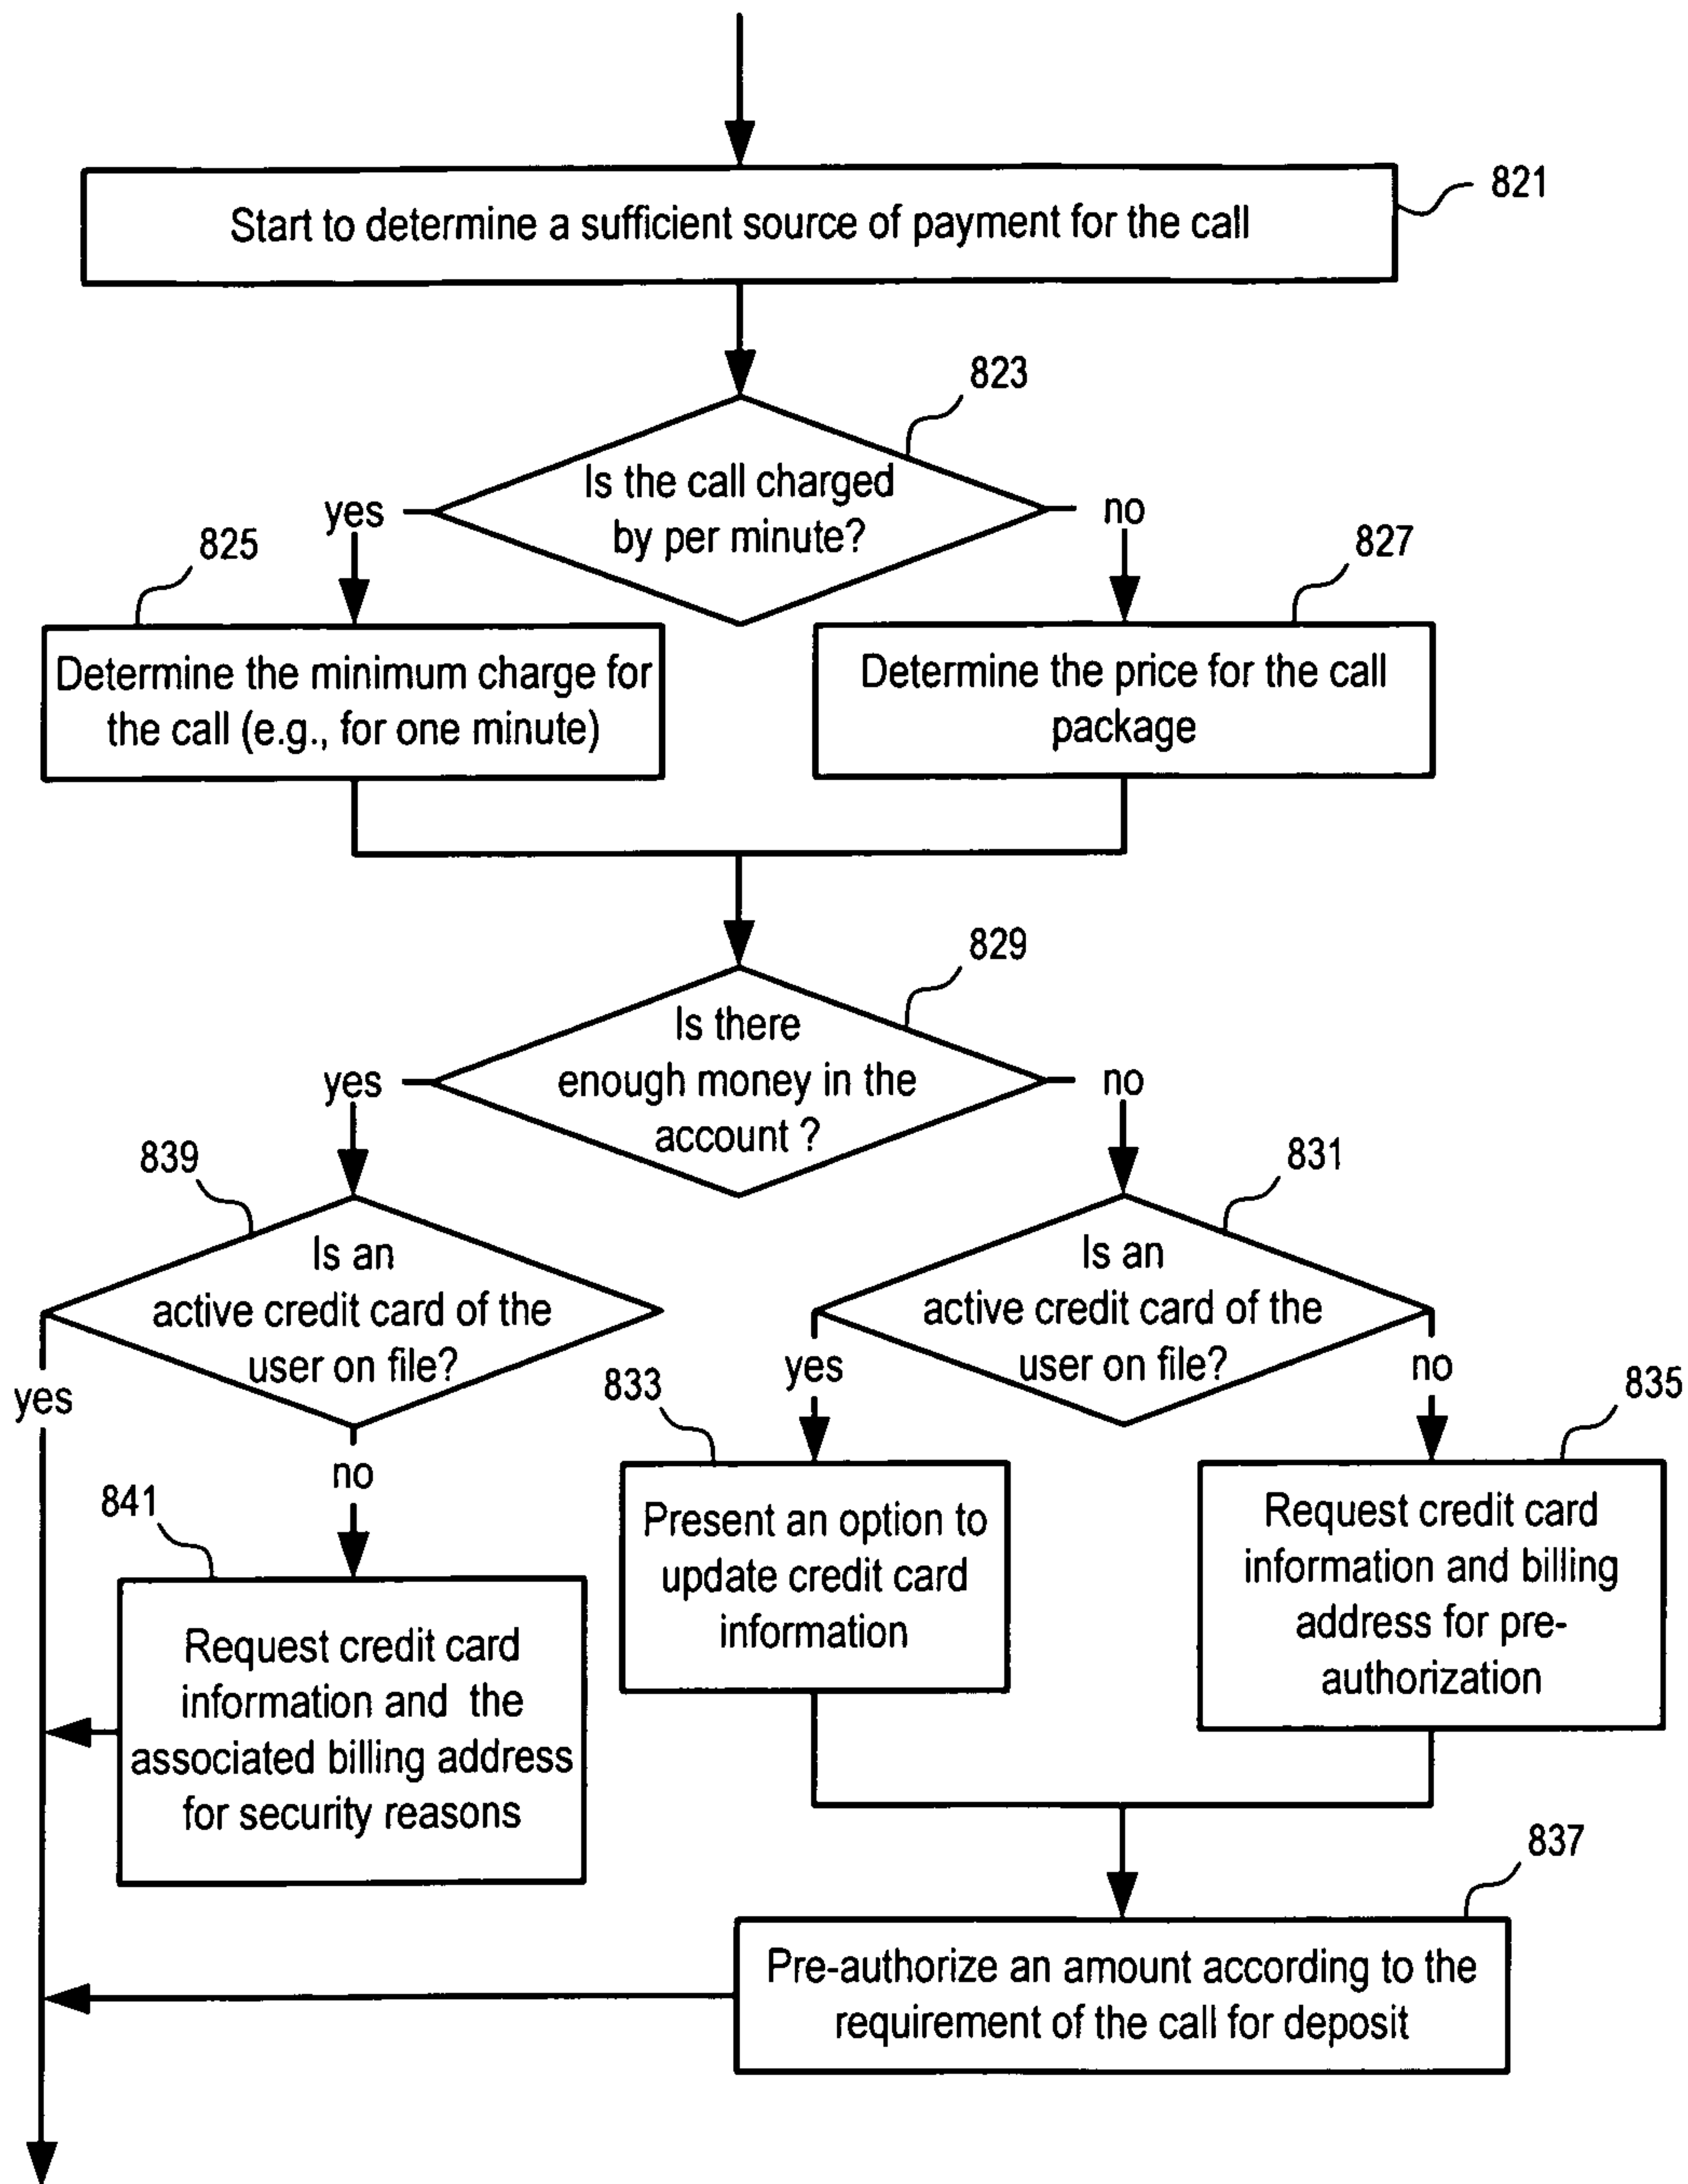 821
Start to determine a sufficient source of payment for the call
823
Is the call charged
by per minute?
yes
no
825
827
Determine the minimum charge for
the call (e.g., for one minute)
Determine the price for the call
package
829
Is there
enough money in the
account ?
yes
no
839
831
Is an
active credit card of the
user on file?
Is an
active credit card of the
user on file?
yes
no
833
yes
no
835
841
Present an option to
update credit card
information
Request credit card
information and billing
address for pre-
authorization
Request credit card
information and  the
associated billing address
for security reasons
837
Pre-authorize an amount according to the
requirement of the call for deposit